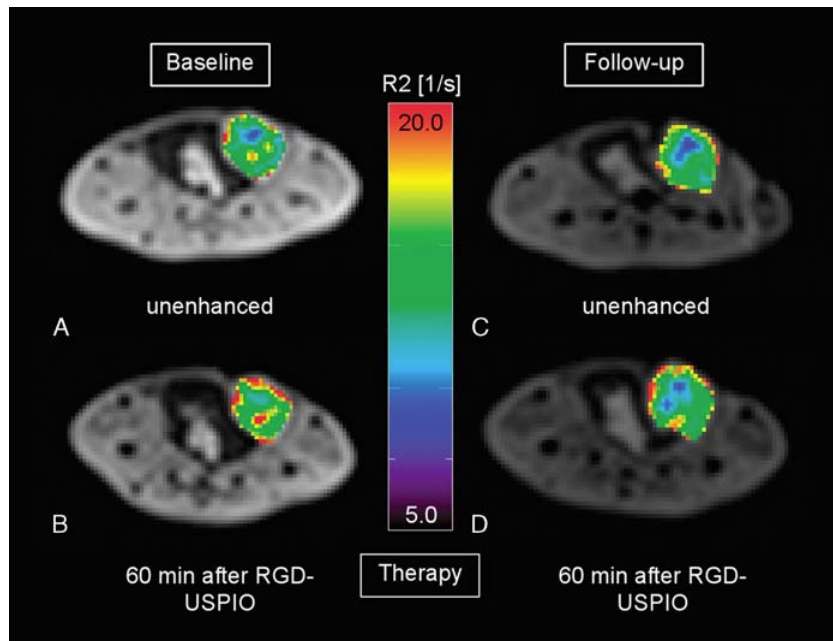 Baseline
Follow-up
R2 [1/s]
20.0
A
unenhanced
C
unenhanced
B
5.0
D
60 min after RGD-
USPIO
Therapy
60 min after RGD-
USPIO